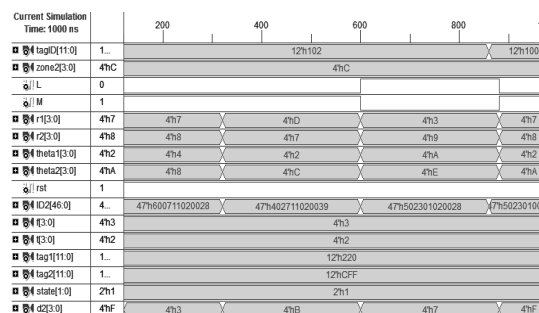 Current Simulation
Time: 1000 ns
200 400 600 800
tagID[11:0] 1... 12'h102 12'h100
zone2[3:0] 4'hC 4'hC
L 0
M 1
r1[3:0] 4'h7 4'h7 4'hD 4'h3 4'h7
r2[3:0] 4'h8 4'h8 4'h7 4'h9 4'h8
theta1[3:0] 4'h2 4'h4 4'h2 4'hA 4'h2
theta2[3:0] 4'hA 4'h8 4'hC 4'hE 4'hA
rst 1
ID2[46:0] 4... 47'h600711020028 47'h402711020039 47'h502301020028
f[3:0] 4'h3 4'h3
t[3:0] 4'h2 4'h2
tag1[11:0] 1... 12'h220
tag2[11:0] 1... 12'hCFF
state[1:0] 2'h1 2'h1
d2[3:0] 4'hF 4'h3 4'hB 4'h7 4'hF